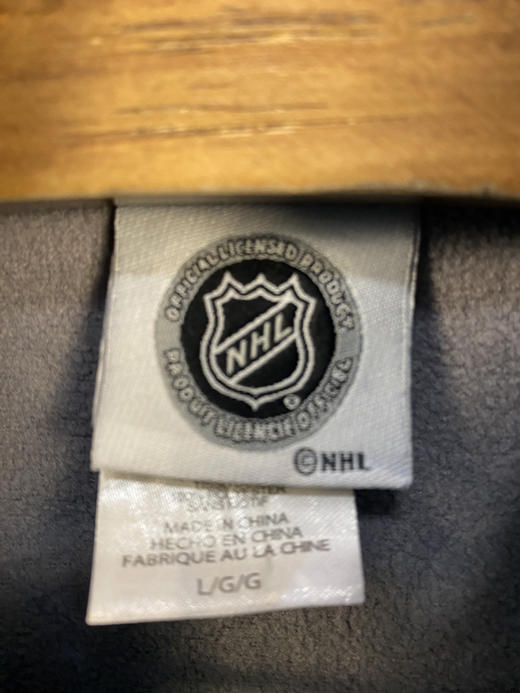 OFFICIAL LICENSED PRODUCT
NHL
PRODUIT LICENCIÉ OFFICIEL
©NHL
MADE IN CHINA
HECHO EN CHINA
FABRIQUE AU LA CHINE
L/G/G